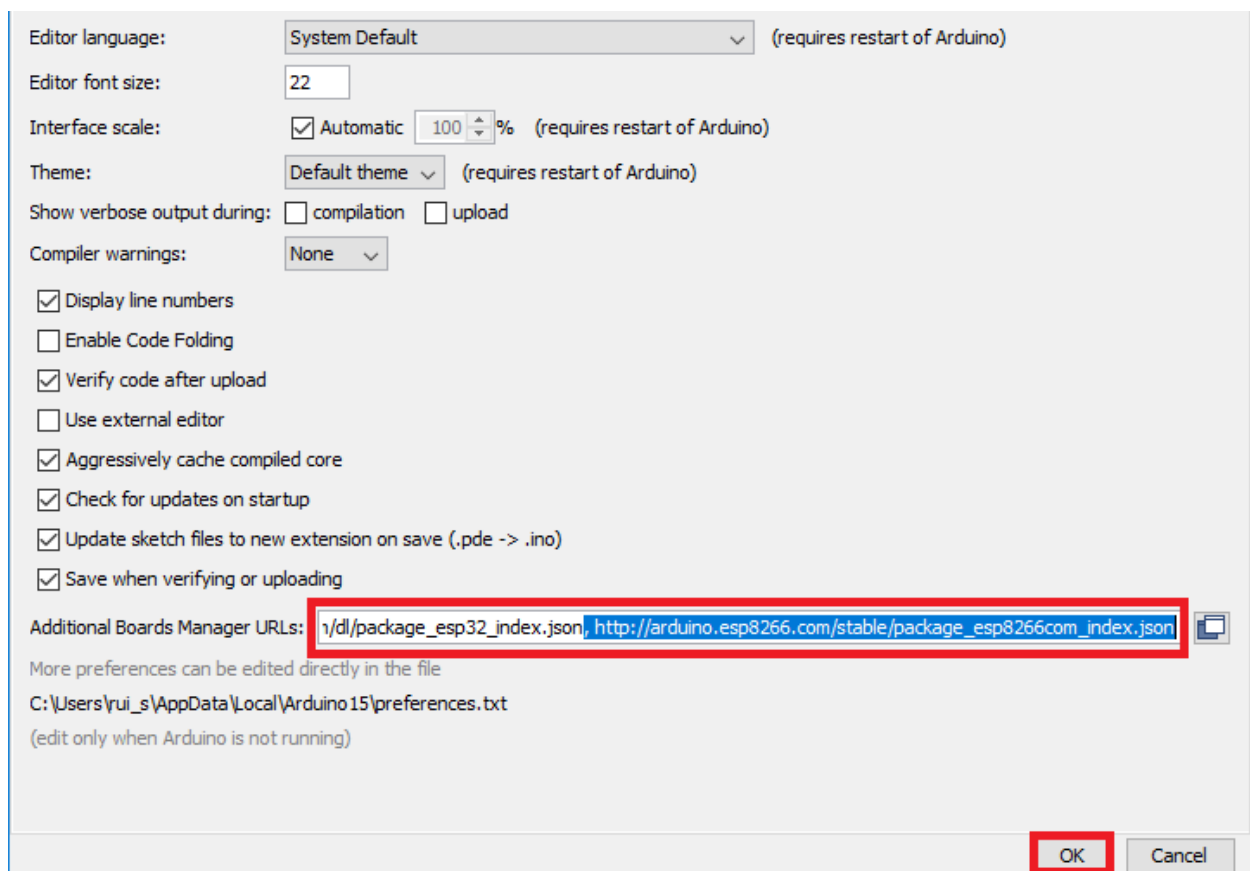 Editor language: System Default (requires restart of Arduino)
Editor font size: 22
Interface scale: Automatic 100 % (requires restart of Arduino)
Theme: Default theme (requires restart of Arduino)
Show verbose output during: compilation upload
Compiler warnings: None
Display line numbers
Enable Code Folding
Verify code after upload
Use external editor
Aggressively cache compiled core
Check for updates on startup
Update sketch files to new extension on save (.pde -> .ino)
Save when verifying or uploading
Additional Boards Manager URLs: /dl/package_esp32_index.json, http://arduino.esp8266.com/stable/package_esp8266com_index.json
More preferences can be edited directly in the file
C:\Users\rui_s\AppData\Local\Arduino15\preferences.txt
(edit only when Arduino is not running)
OK Cancel